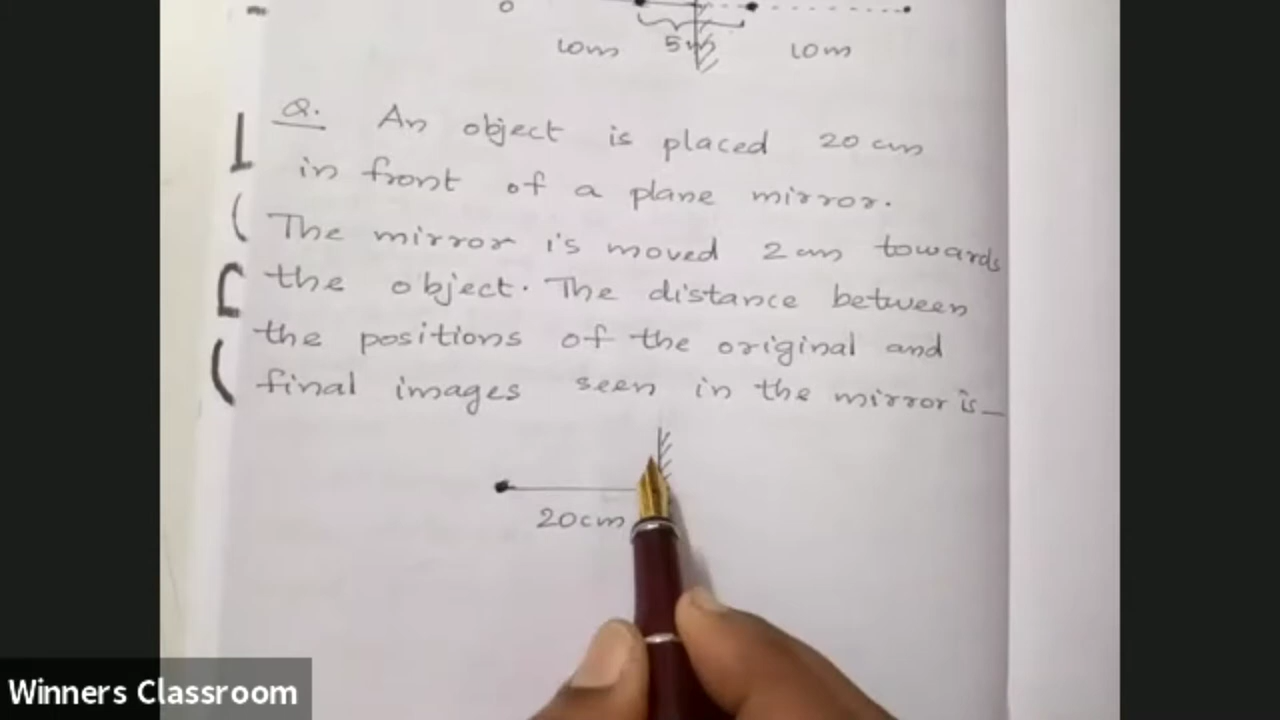 0
10m 5m 10m
Q. An object is placed 20 cm
in front of a plane mirror.
The mirror is moved 2 cm towards
the object. The distance between
the positions of the original and
final images seen in the mirror is_
20cm
Winners Classroom